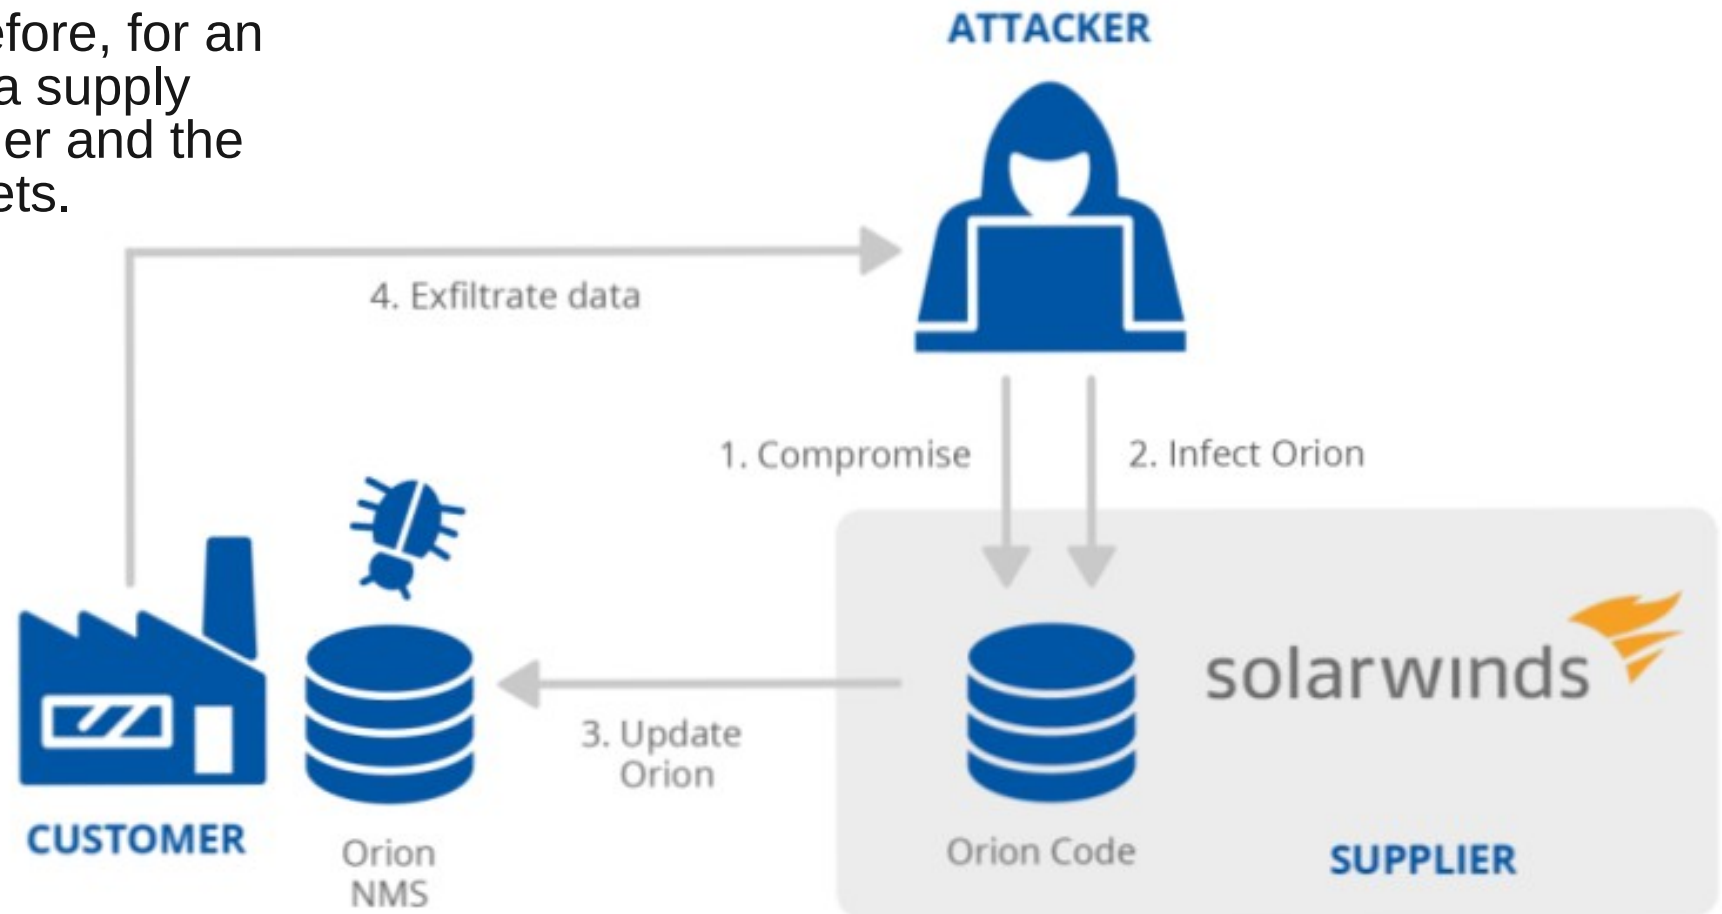 efore, for an
a supply
er and the
ets.
ATTACKER
4. Exfiltrate data
1. Compromise
2. Infect Orion
solarwinds
3. Update
Orion
CUSTOMER
Orion
NMS
Orion Code
SUPPLIER